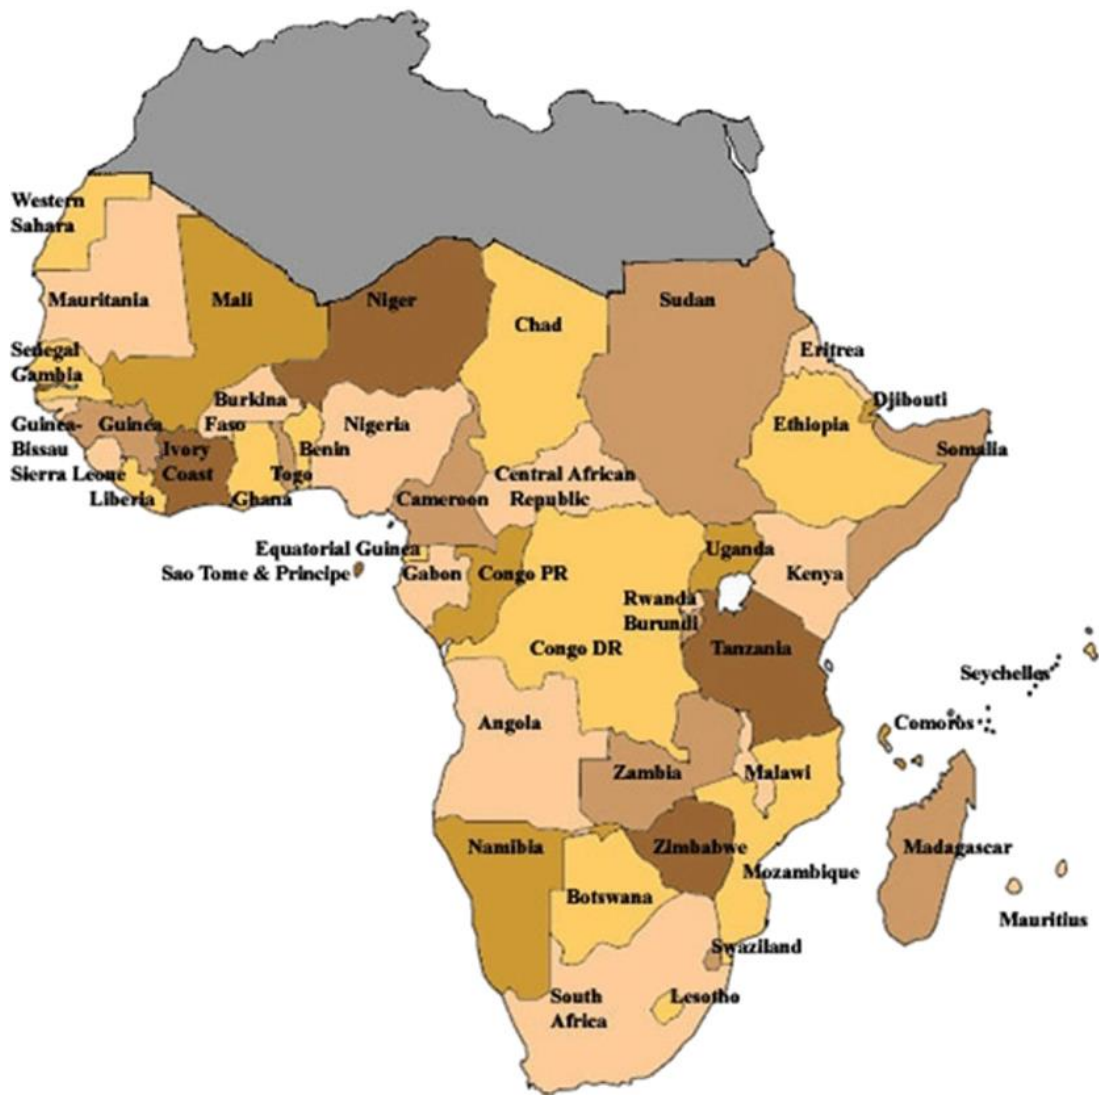 Western
Sahara
Mauritania
Mali
Niger
Chad
Sudan
Eritrea
Djibouti
Senegal
Gambia
Guinea-
Bissau
Guinea
Burkina
Faso
Nigeria
Ethiopia
Somalia
Sierra Leone
Liberia
Ivory
Coast
Ghana
Togo
Benin
Cameroon
Central African
Republic
Equatorial Guinea
Sao Tome & Principe
Gabon
Congo PR
Uganda
Kenya
Rwanda
Burundi
Congo DR
Tanzania
Seychelles
Comoros
Angola
Zambia
Malawi
Namibia
Zimbabwe
Madagascar
Mozambique
Botswana
Mauritius
Swaziland
South
Africa
Lesotho